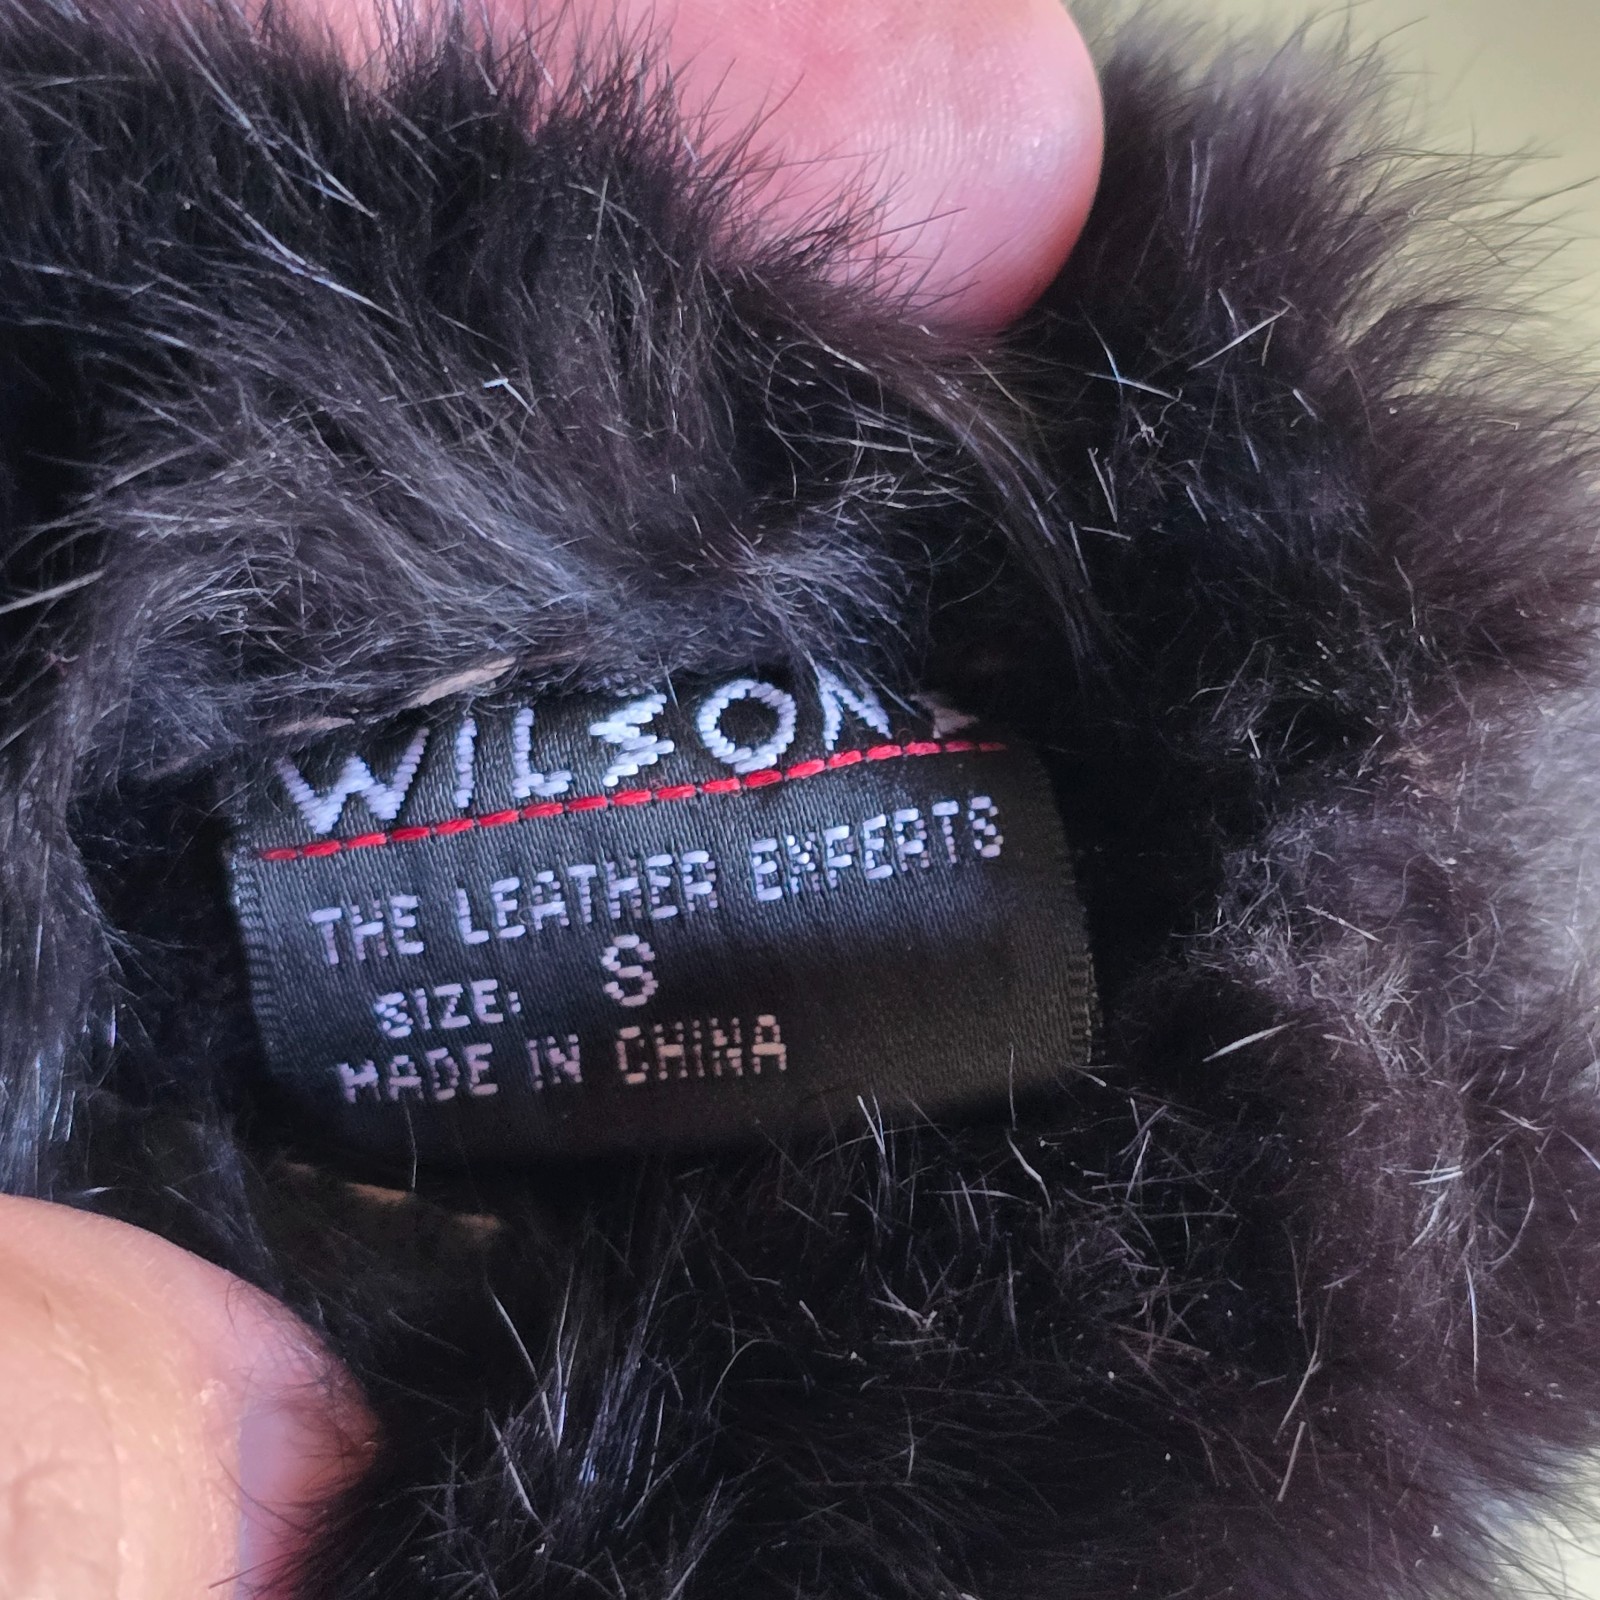 WILSONS
THE LEATHER EXPERTS
SIZE: S
MADE IN CHINA